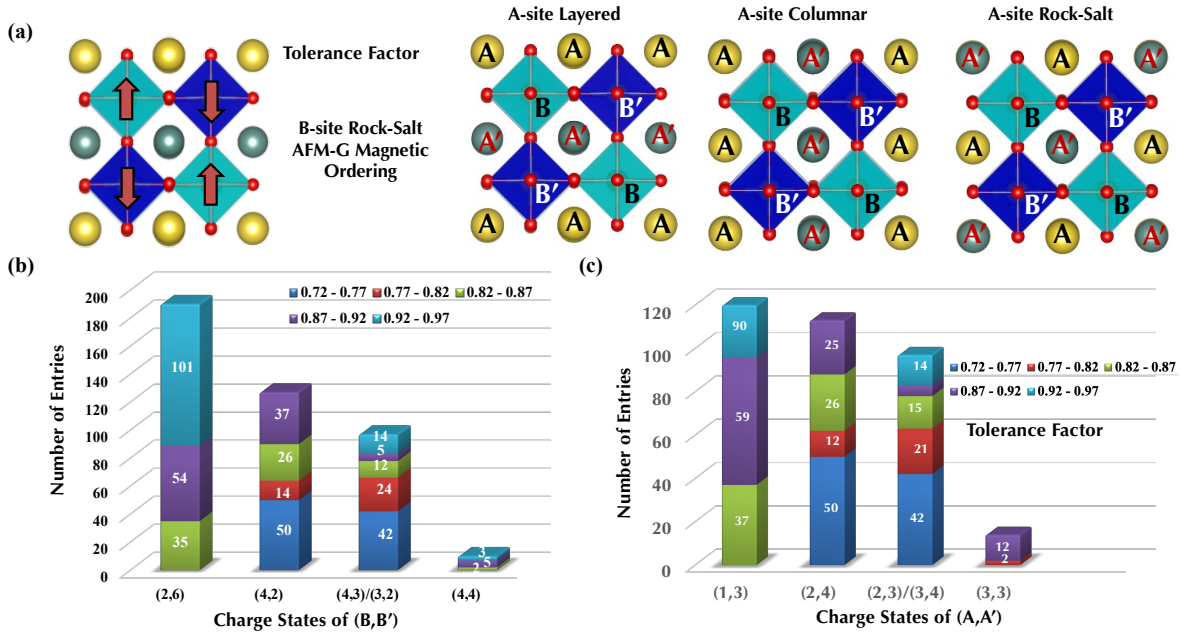 (a)
Tolerance Factor
B-site Rock-Salt
AFM-G Magnetic
Ordering
A-site Layered
A A A
B B′
A′ A′ A′
B′ B
A A A
A-site Columnar
A A′ A
B B′
A A′ A
B′ B
A A′ A
A-site Rock-Salt
A′ A A′
B B′
A A′ A
B′ B
A′ A A′
(b)
Number of Entries
200
180
160
140
120
100
80
60
40
20
0
0.72 - 0.77 0.77 - 0.82 0.82 - 0.87
0.87 - 0.92 0.92 - 0.97
101
54
35
37
26
14
50
14
5
12
24
42
3
5
2
(2,6) (4,2) (4,3)/(3,2) (4,4)
Charge States of (B,B′)
(c)
Number of Entries
120
100
80
60
40
20
0
0.72 - 0.77 0.77 - 0.82 0.82 - 0.87
0.87 - 0.92 0.92 - 0.97
Tolerance Factor
90
59
37
25
26
12
50
14
15
21
42
12
2
(1,3) (2,4) (2,3)/(3,4) (3,3)
Charge States of (A,A′)